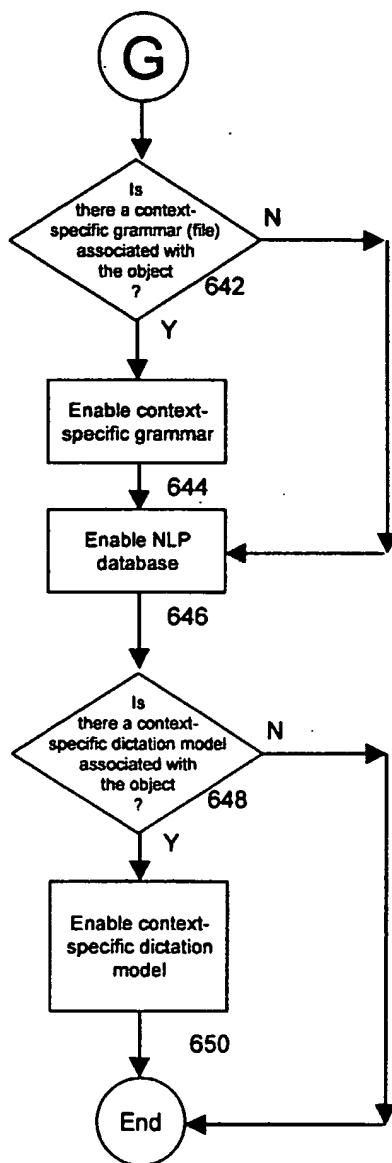 G
Is
there a context-
specific grammar (file)
associated with
the object
?
N
642
Y
Enable context-
specific grammar
644
Enable NLP
database
646
Is
there a context-
specific dictation model
associated with
the object
?
N
648
Y
Enable context-
specific dictation
model
650
End